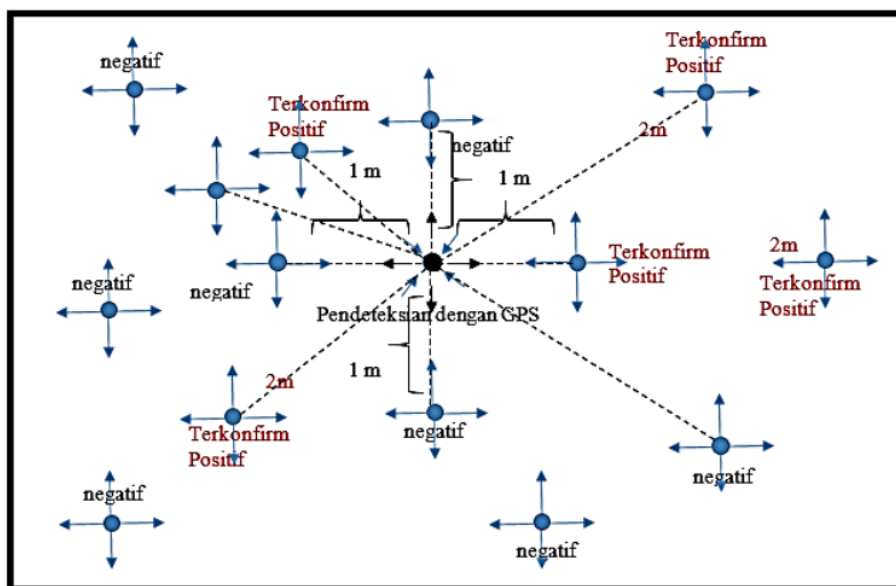 Terkonfirm
Positif
negatif
Terkonfirm
Positif
2m
negatif
1 m
1 m
2m
Terkonfirm
Positif
Terkonfirm
Positif
negatif
negatif
Pendeteksian dengan GPS
1 m
2m
Terkonfirm
Positif
negatif
negatif
negatif
negatif